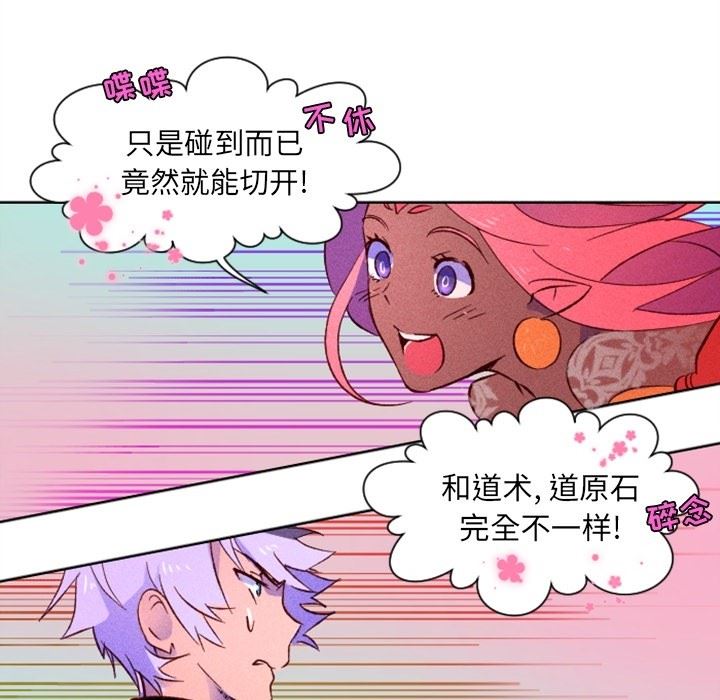 喋喋
不休
只是碰到而已
竟然就能切开!
和道术, 道原石
完全不一样!
碎念